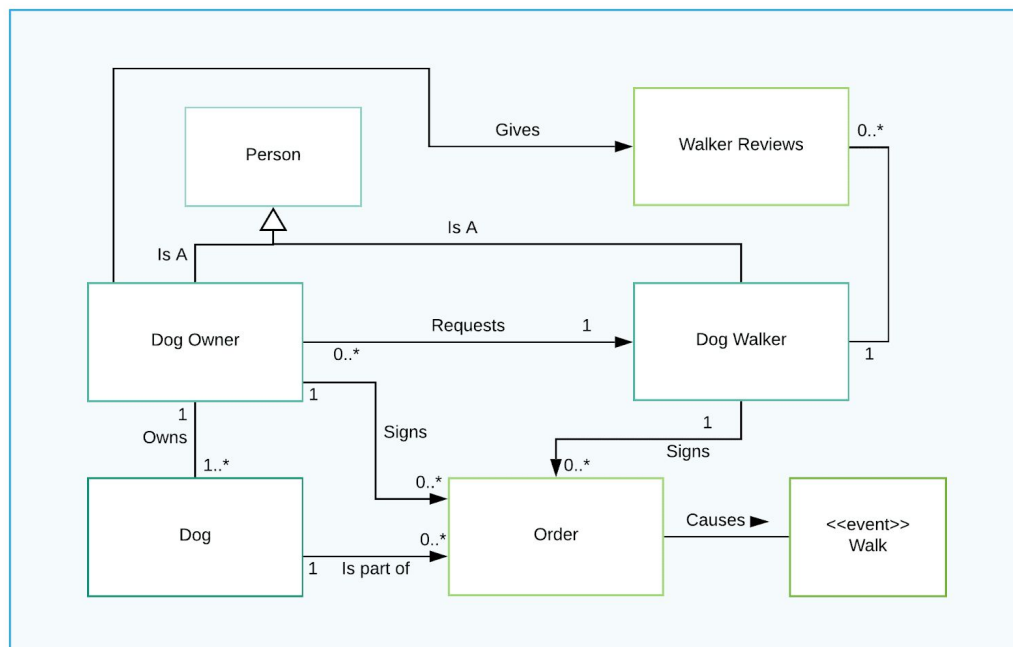 Gives
0..*
Walker Reviews
Person
Is A
Is A
Dog Owner
Requests
1
0..*
Dog Walker
1
1
Signs
1
Owns
1..*
1
Signs
0..*
0..*
Dog
0..*
1
Is part of
Order
Causes
<<event>>
Walk